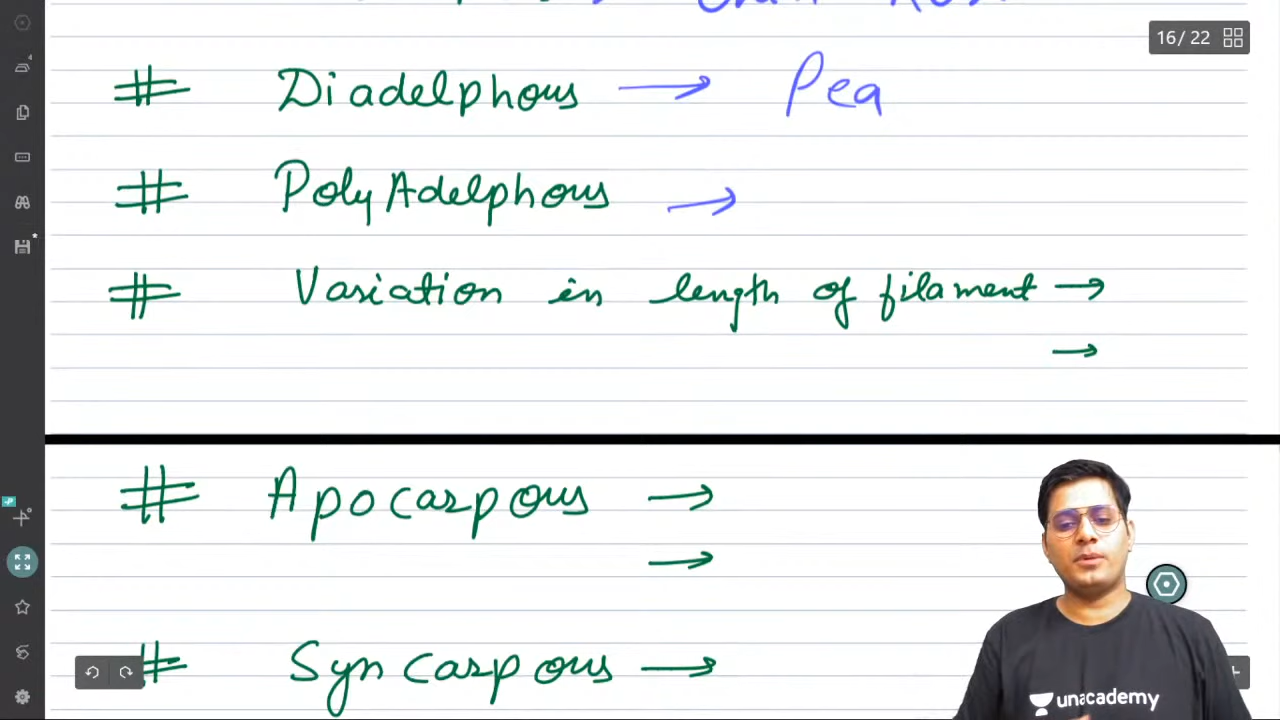 16/ 22
# Diadelphous → Pea
# PolyAdelphous →
# Variation in length of filament →
→
# Apocarpous →
→
# Syncarpous →
unacademy